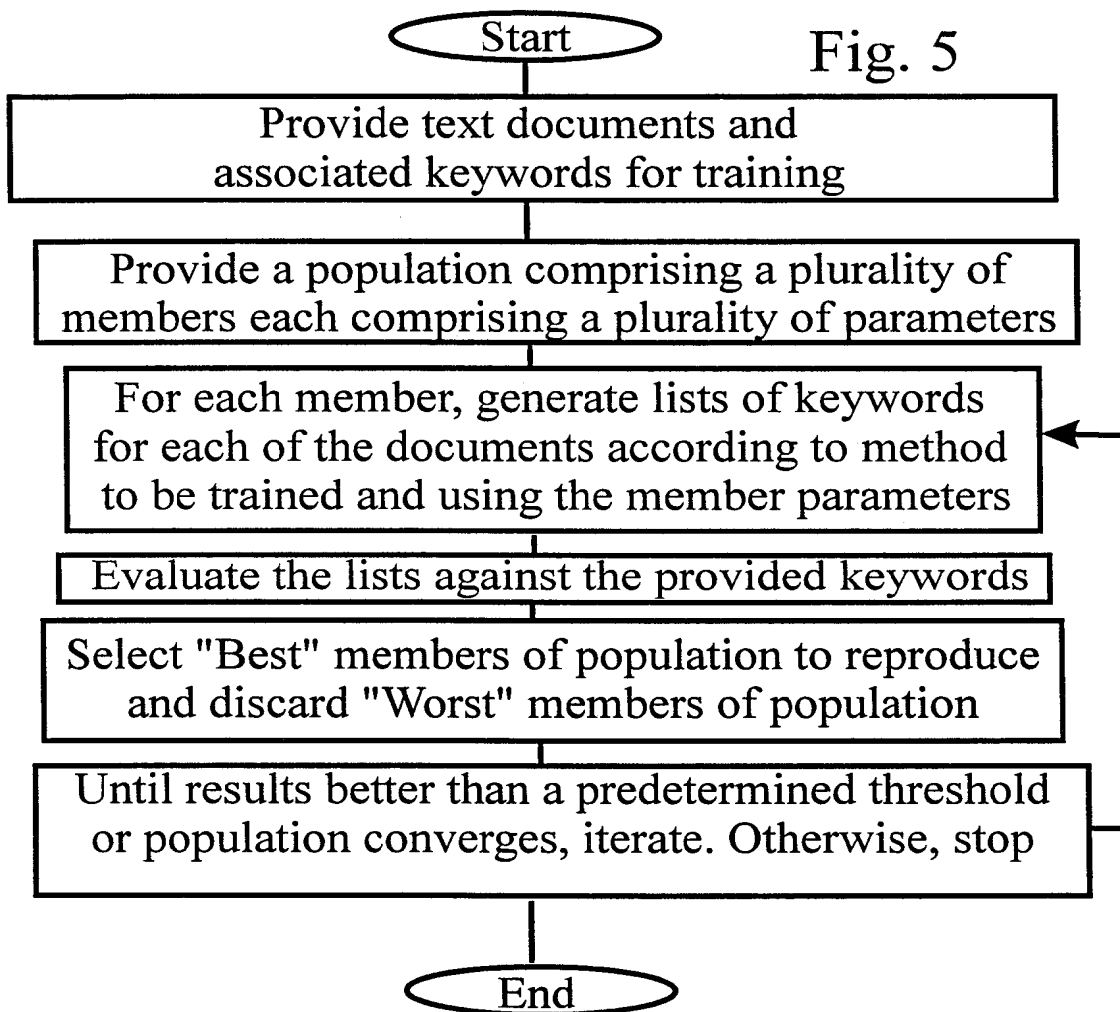 Start
Fig. 5
Provide text documents and
associated keywords for training
Provide a population comprising a plurality of
members each comprising a plurality of parameters
For each member, generate lists of keywords
for each of the documents according to method
to be trained and using the member parameters
Evaluate the lists against the provided keywords
Select "Best" members of population to reproduce
and discard "Worst" members of population
Until results better than a predetermined threshold
or population converges, iterate. Otherwise, stop
End